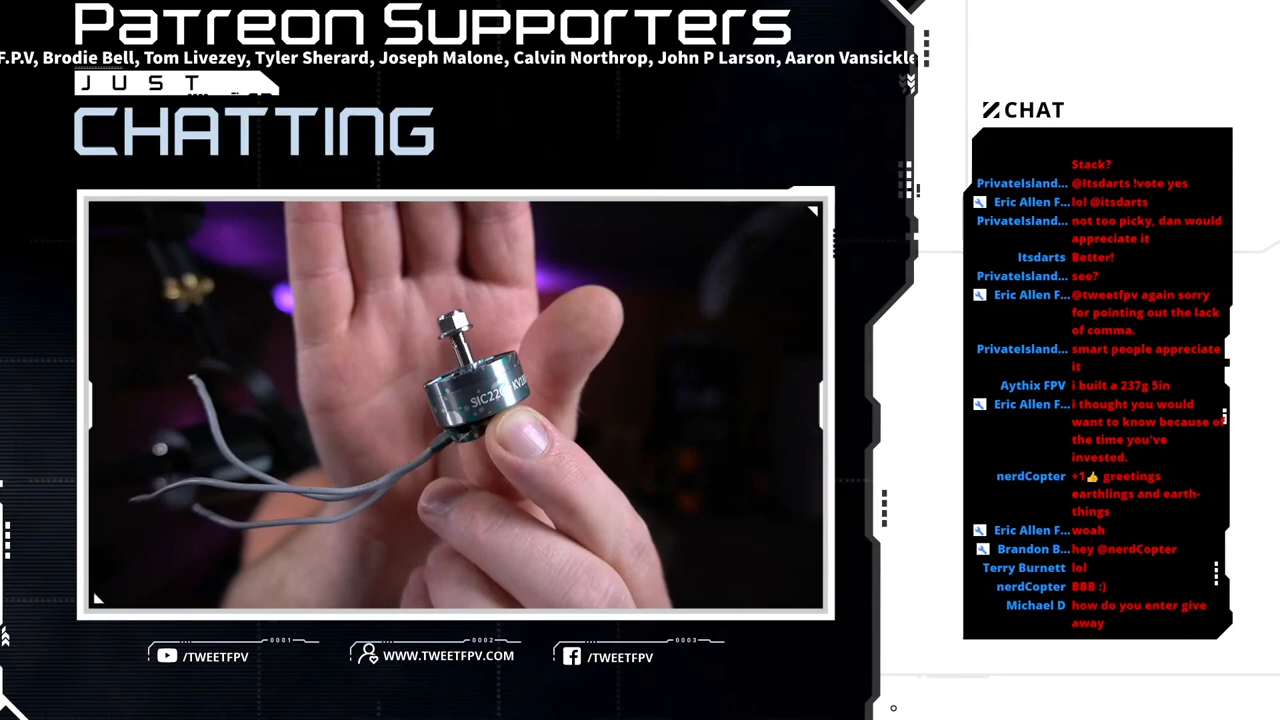 Patreon Supporters
F.P.V, Brodie Bell, Tom Livezey, Tyler Sherard, Joseph Malone, Calvin Northrop, John P Larson, Aaron Vansickle
JUST
CHATTING
CHAT
Stack?
PrivateIsland... @Itsdarts !vote yes
Eric Allen F... lol @itsdarts
PrivateIsland... not too picky, dan would
appreciate it
Itsdarts Better!
PrivateIsland... see?
Eric Allen F... @tweetfpv again sorry
for pointing out the lack
of comma.
PrivateIsland... smart people appreciate
it
Aythix FPV i built a 237g 5in
Eric Allen F... i thought you would
want to know because of
the time you've
invested.
nerdCopter +1👍 greetings
earthlings and earth-
things
Eric Allen F... woah
Brandon B... hey @nerdCopter
Terry Burnett lol
nerdCopter BBB :)
Michael D how do you enter give
away
0001
/TWEETFPV
0002
WWW.TWEETFPV.COM
0003
/TWEETFPV